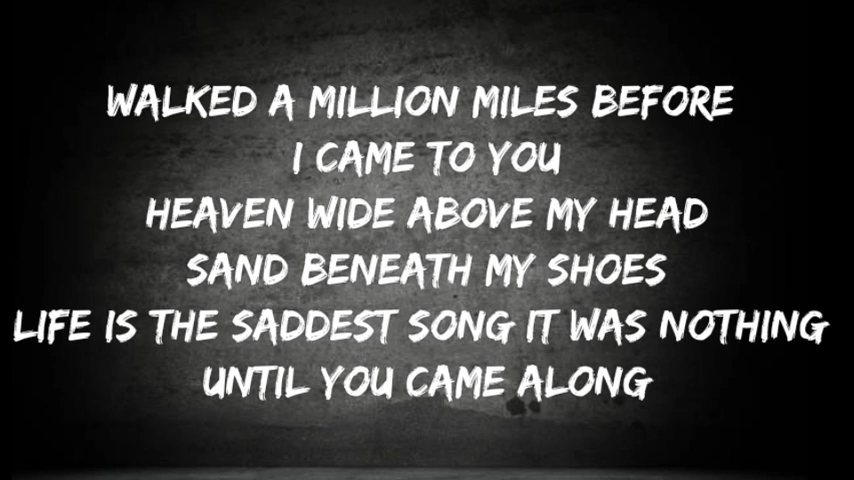 WALKED A MILLION MILES BEFORE
I CAME TO YOU
HEAVEN WIDE ABOVE MY HEAD
SAND BENEATH MY SHOES
LIFE IS THE SADDEST SONG IT WAS NOTHING
UNTIL YOU CAME ALONG